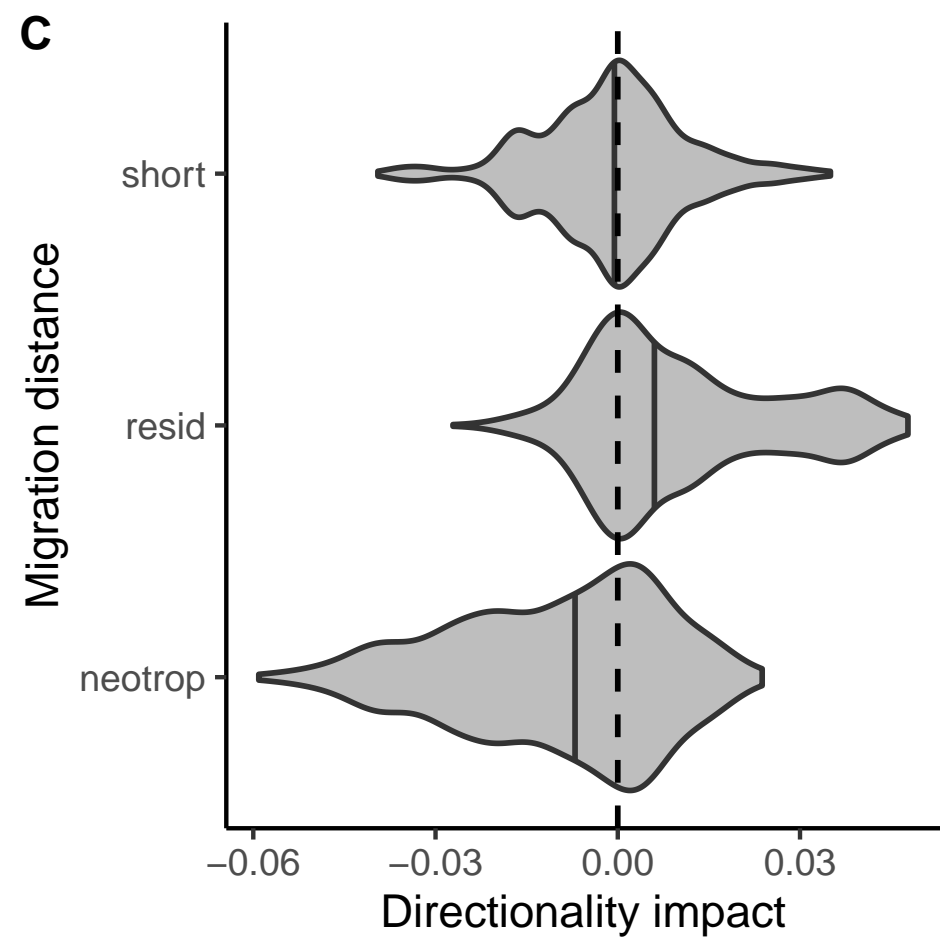 C
Migration distance
short
resid
neotrop
−0.06 −0.03 0.00 0.03
Directionality impact